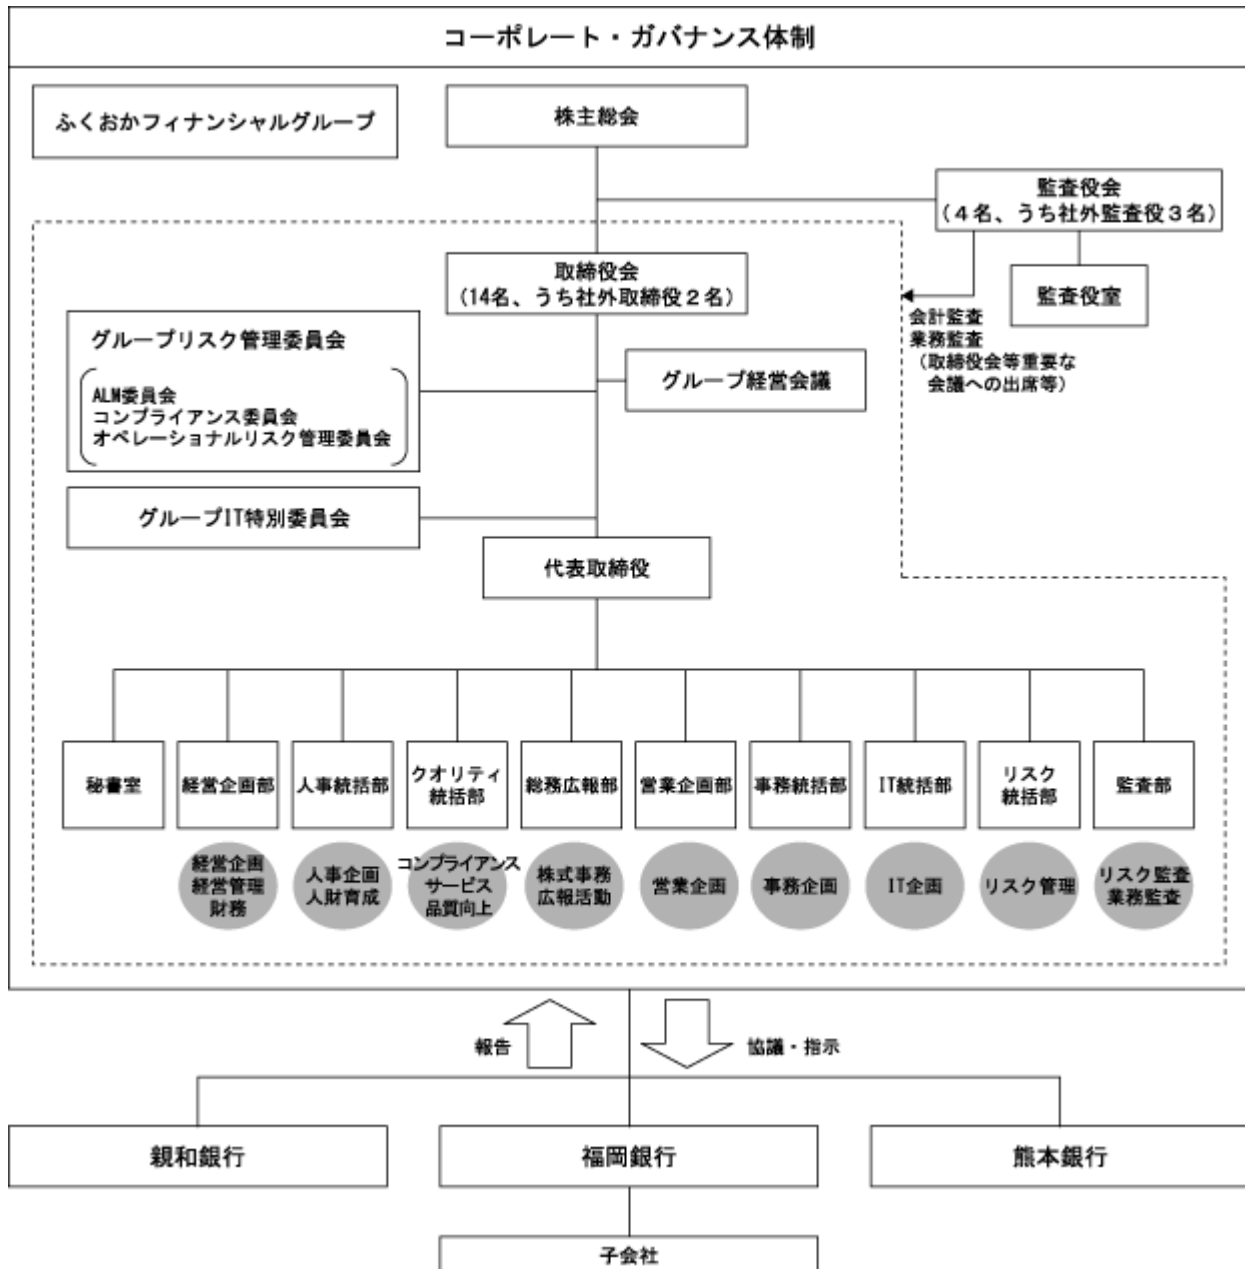 コーポレート・ガバナンス体制
ふくおかフィナンシャルグループ
株主総会
監査役会
(４名、うち社外監査役３名)
取締役会
(14名、うち社外取締役２名)
監査役室
会計監査
業務監査
(取締役会等重要な
会議への出席等)
グループリスク管理委員会
ALM委員会
コンプライアンス委員会
オペレーショナルリスク管理委員会
グループ経営会議
グループIT特別委員会
代表取締役
秘書室
経営企画部
人事統括部
クオリティ
統括部
総務広報部
営業企画部
事務統括部
IT統括部
リスク
統括部
監査部
経営企画
経営管理
財務
人事企画
人財育成
コンプライアンス
サービス
品質向上
株式事務
広報活動
営業企画
事務企画
IT企画
リスク管理
リスク監査
業務監査
報告
協議・指示
親和銀行
福岡銀行
熊本銀行
子会社